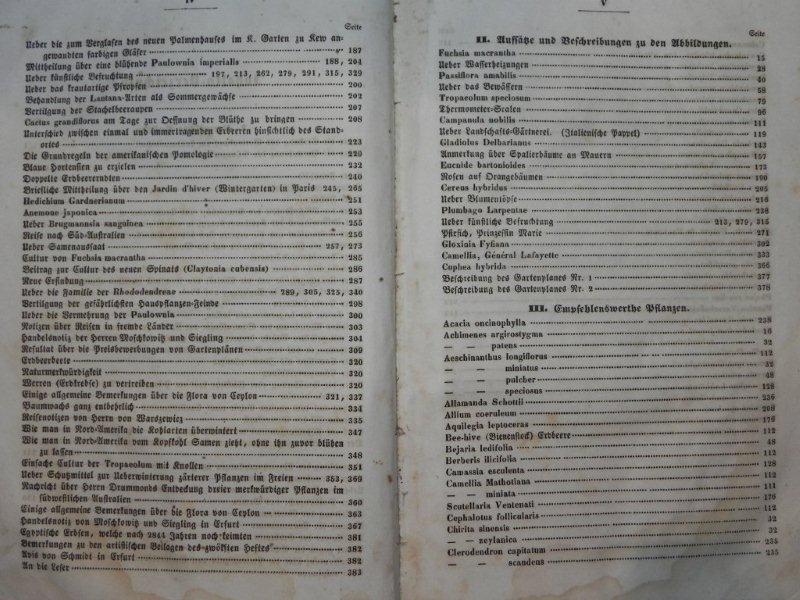 IV
Seite
Ueber die zum Verglasen des neuen Palmenhauses im K. Garten zu Kew an-
gewandten farbigen Gläser 187
Mittheilung über eine blühende Paulownia imperialis 188, 204
Ueber künstliche Befruchtung 197, 213, 262, 279, 291, 315, 329
Ueber das krautartige Pfropfen 200
Behandlung der Lantana-Arten als Sommergewächse 202
Vertilgung der Stachelbeerraupen 207
Cactus grandiflorus am Tage zur Oeffnung der Blüthe zu bringen 208
Unterschied zwischen einmal und immertragenden Erbeeren hinsichtlich des Stand-
ortes 223
Die Grundregeln der amerikanischen Pomologie 229
Blaue Hortensien zu erzielen 232
Doppelte Erdbeererndten 240
Briefliche Mittheilung über den Jardin d'hiver (Wintergarten) in Paris 245, 265
Hedichium Gardnerianum 251
Anemone japonica 253
Ueber Brugmannsia sanguinea 255
Reise nach Süd-Australien 256
Ueber Samenaussaat 257, 273
Cultur von Fuchsia macrantha 285
Beitrag zur Cultur des neuen Spinats (Claytonia cubensis) 286
Neue Erfindung 287
Ueber die Familie der Rhododendrene 289, 305, 325, 340
Vertilgung der gefährlichsten Hauspflanzen-Feinde 298
Ueber die Vermehrung der Paulownia 300
Notizen über Reisen in fremde Länder 303
Handelsnotiz der Herren Moschkowitz und Siegling 304
Resultat über die Preisbewerbungen von Gartenplänen 304
Erdbeerbeete 320
Naturmerkwürdigkeit 320
Werren (Erdkrebse) zu vertreiben 320
Einige allgemeine Bemerkungen über die Flora von Ceylon 321, 337
Baumwachs ganz entbehrlich 334
Reisenotizen von Herrn von Warszewicz 335
Wie man in Nord-Amerika die Kohlarten überwintert 347
Wie man in Nord-Amerika vom Kopfkohl Samen zieht, ohne ihn zuvor blühen
zu lassen 348
Einfache Cultur der Tropaeolum mit Knollen 351
Ueber Schutzmittel zur Ueberwinterung zärterer Pflanzen im Freien 353, 369
Nachricht über Herrn Drummonds Entdeckung dreier merkwürdiger Pflanzen im
südwestlichen Australien 360
Einige allgemeine Bemerkungen über die Flora von Ceylon 363
Handelsnotiz von Moschkowitz und Siegling in Erfurt 367
Egyptische Erbsen, welche nach 2844 Jahren noch keimten 381
Bemerkungen zu den artistischen Beilagen des zwölften Heftes 382
Avis von Schmidt in Erfurt 382
An die Leser 383
V
Seite
II. Aufsätze und Beschreibungen zu den Abbildungen.
Fuchsia macrantha 15
Ueber Wasserheizungen 28
Passiflora amabilis 40
Ueber das Bewässern 58
Tropaeolum speciosum 79
Thermometer-Scalen 96
Campanula nobilis 111
Ueber Landschafts-Gärtnerei. (Italienische Pappel) 119
Gladiolus Delbarianus 143
Anmerkung über Spalierbäume an Mauern 157
Eucnide bartonioides 173
Rosen auf Orangebäumen 190
Cereus hybridus 205
Ueber Blumentöpfe 216
Plumbago Larpentae 238
Ueber künstliche Befruchtung 213, 279, 315
Pfirsich, Prinzessin Marie 271
Gloxinia Fyfiana 302
Camellia, Général Lafayette 333
Cuphea hybrida 366
Beschreibung des Gartenplanes Nr. 1 377
Beschreibung des Gartenplanes Nr. 2 378
III. Empfehlenswerthe Pflanzen.
Acacia oncinophylla 238
Achimenes argirostygma 16
— — patens 32
Aeschinanthus longiflorus 112
— — miniatus 32
— — pulcher 48
— — speciosus 128
Allamanda Schottii 236
Allium coeruleum 208
Aquilegia leptoceras 176
Bee-hive (Bienenstock) Erdbeere 112
Bejaria ledifolia 48
Berberis ilicifolia 112
Camassia esculenta 128
Camellia Mathotiana 112
— — miniata 111
Scutellaria Ventenati 176
Cephalotus follicularis 112
Chirita sinensis 32
— — zeylanica 32
Clerodendron capitatum 255
— — scandens 235